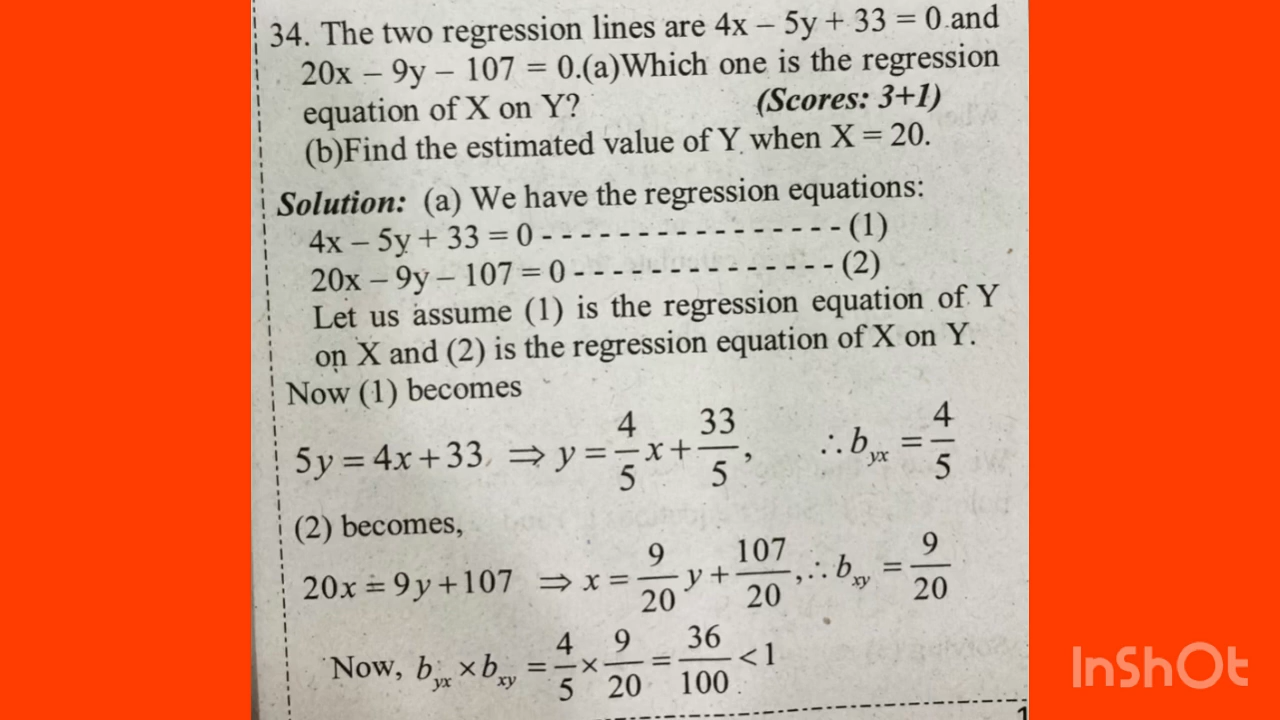 34. The two regression lines are 4x – 5y + 33 = 0 and
20x – 9y – 107 = 0.(a)Which one is the regression
equation of X on Y? (Scores: 3+1)
(b)Find the estimated value of Y when X = 20.
Solution: (a) We have the regression equations:
4x – 5y + 33 = 0 - - - - - - - - - - - - - - - - (1)
20x – 9y – 107 = 0 - - - - - - - - - - - - - - (2)
Let us assume (1) is the regression equation of Y
on X and (2) is the regression equation of X on Y.
Now (1) becomes
5y = 4x + 33 ⇒ y = 4/5 x + 33/5, ∴ b_yx = 4/5
(2) becomes,
20x = 9y + 107 ⇒ x = 9/20 y + 107/20, ∴ b_xy = 9/20
Now, b_yx × b_xy = 4/5 × 9/20 = 36/100 < 1
1
InShOt